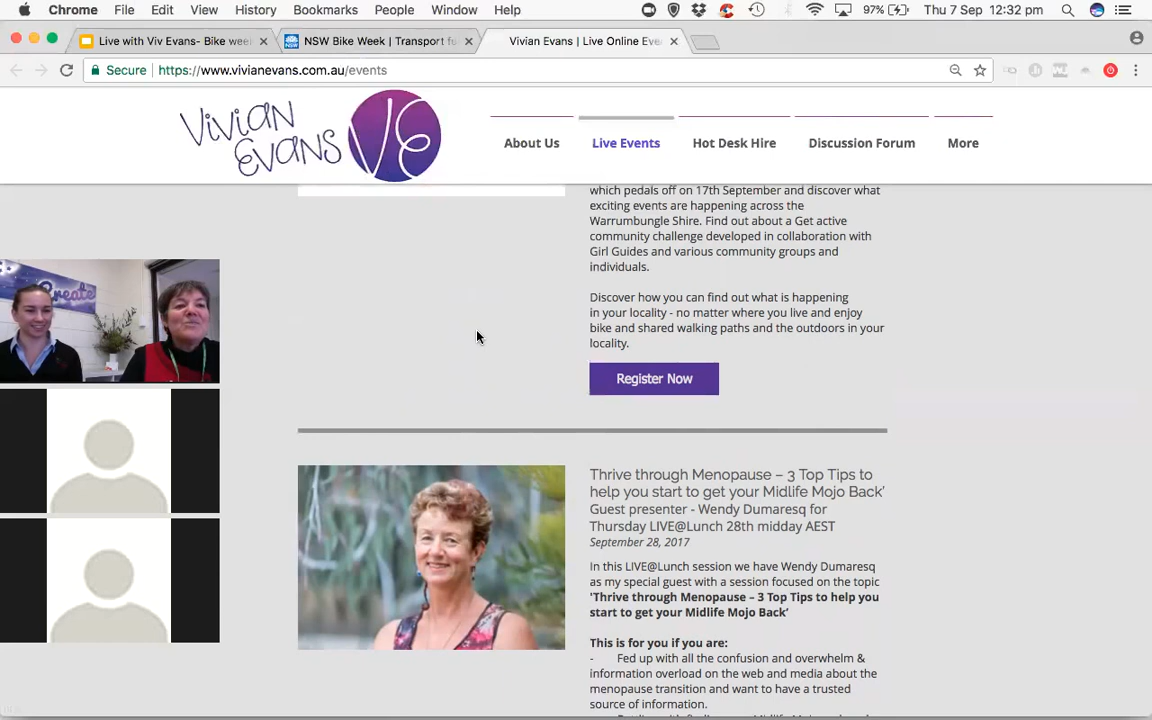 Chrome File Edit View History Bookmarks People Window Help 97% Thu 7 Sep 12:32 pm
Live with Viv Evans- Bike wee NSW Bike Week | Transport fo Vivian Evans | Live Online Eve
Secure https://www.vivianevans.com.au/events
Vivian Evans VE
About Us Live Events Hot Desk Hire Discussion Forum More
which pedals off on 17th September and discover what
exciting events are happening across the
Warrumbungle Shire. Find out about a Get active
community challenge developed in collaboration with
Girl Guides and various community groups and
individuals.
Discover how you can find out what is happening
in your locality - no matter where you live and enjoy
bike and shared walking paths and the outdoors in your
locality.
Register Now
Create
Thrive through Menopause – 3 Top Tips to
help you start to get your Midlife Mojo Back'
Guest presenter - Wendy Dumaresq for
Thursday LIVE@Lunch 28th midday AEST
September 28, 2017
In this LIVE@Lunch session we have Wendy Dumaresq
as my special guest with a session focused on the topic
'Thrive through Menopause – 3 Top Tips to help you
start to get your Midlife Mojo Back'
This is for you if you are:
- Fed up with all the confusion and overwhelm &
information overload on the web and media about the
menopause transition and want to have a trusted
source of information.